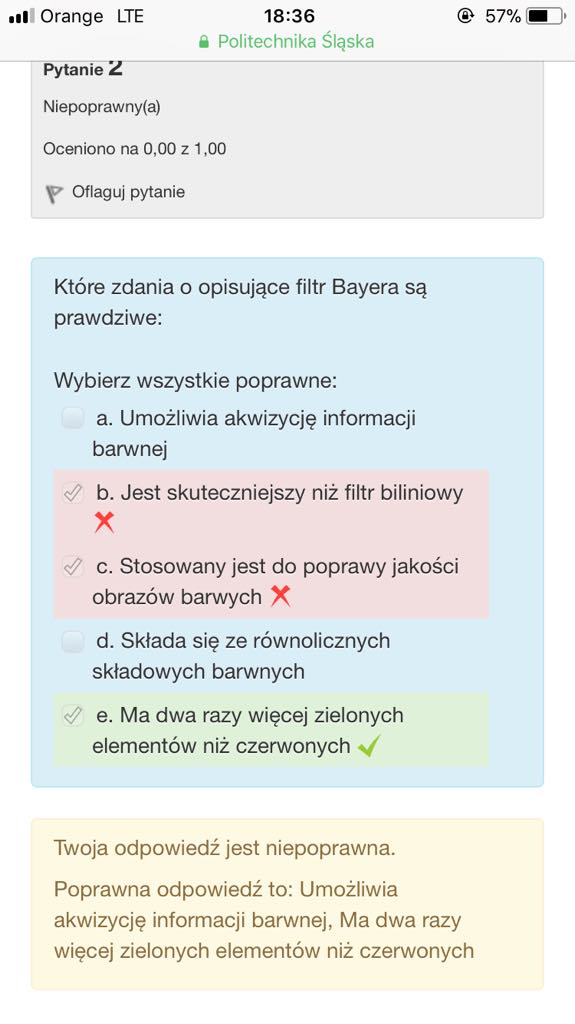 Orange LTE 18:36 57%
Politechnika Śląska
Pytanie 2
Niepoprawny(a)
Oceniono na 0,00 z 1,00
Oflaguj pytanie
Które zdania o opisujące filtr Bayera są
prawdziwe:
Wybierz wszystkie poprawne:
a. Umożliwia akwizycję informacji
barwnej
b. Jest skuteczniejszy niż filtr biliniowy
c. Stosowany jest do poprawy jakości
obrazów barwych
d. Składa się ze równolicznych
składowych barwnych
e. Ma dwa razy więcej zielonych
elementów niż czerwonych
Twoja odpowiedź jest niepoprawna.
Poprawna odpowiedź to: Umożliwia
akwizycję informacji barwnej, Ma dwa razy
więcej zielonych elementów niż czerwonych